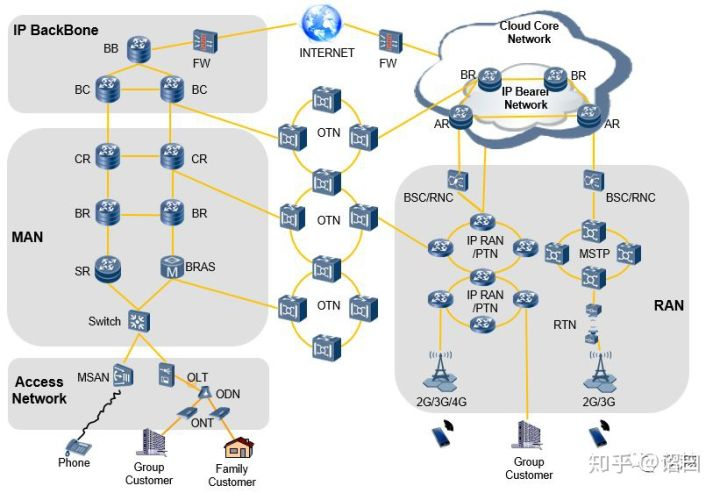 IP BackBone
BB
FW
INTERNET
FW
Cloud Core
Network
BC
BC
BR
BR
IP Bearer
Network
AR
AR
OTN
CR
CR
BSC/RNC
BSC/RNC
MAN
BR
BR
OTN
IP RAN
/PTN
MSTP
SR
BRAS
M
IP RAN
/PTN
RAN
OTN
RTN
Switch
Access
Network
MSAN
OLT
ODN
ONT
2G/3G/4G
2G/3G
Phone
Group
Customer
Family
Customer
Group
Customer
知乎